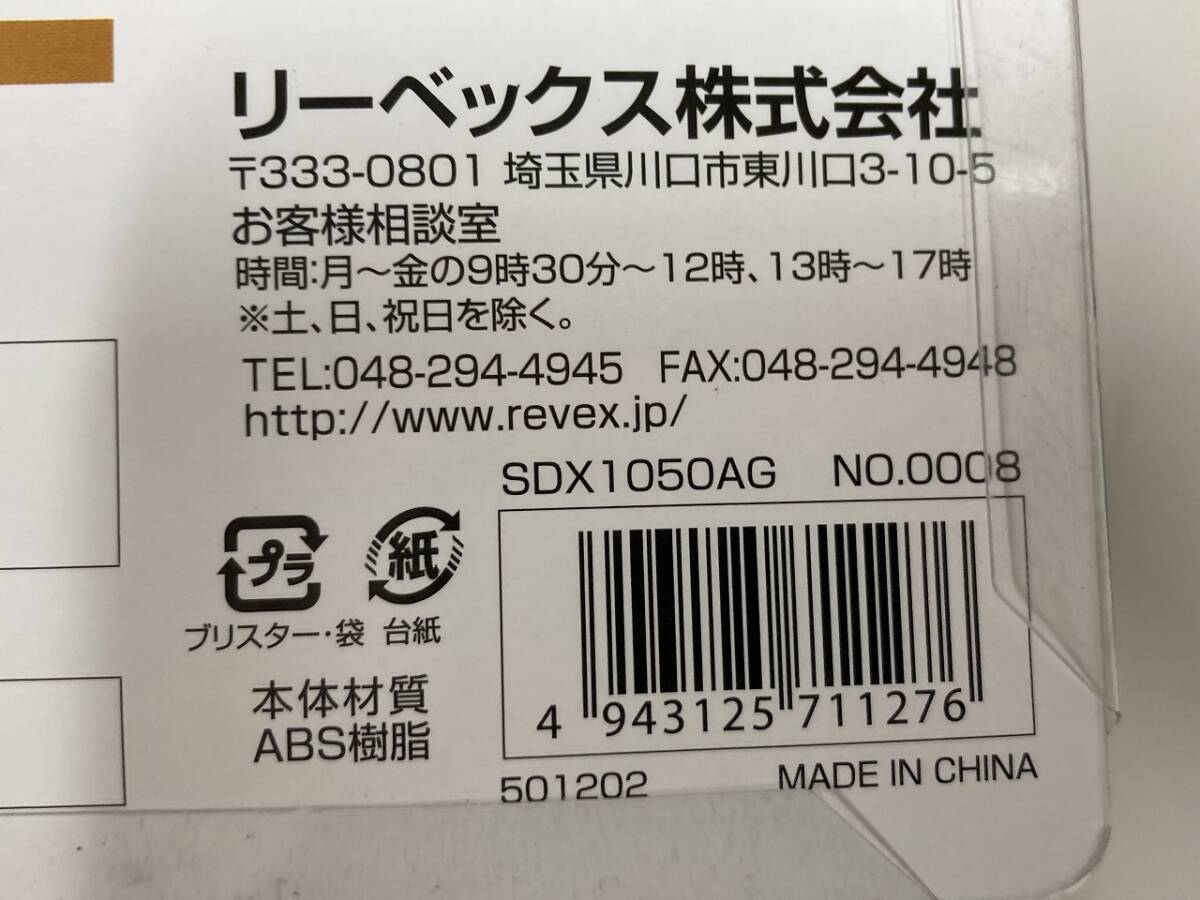 リーベックス株式会社
〒333-0801 埼玉県川口市東川口3-10-5
お客様相談室
時間:月～金の9時30分～12時、13時～17時
※土、日、祝日を除く。
TEL:048-294-4945 FAX:048-294-4948
http://www.revex.jp/
SDX1050AG NO.0008
プラ 紙
ブリスター・袋 台紙
本体材質
ABS樹脂
4 943125 711276
501202 MADE IN CHINA